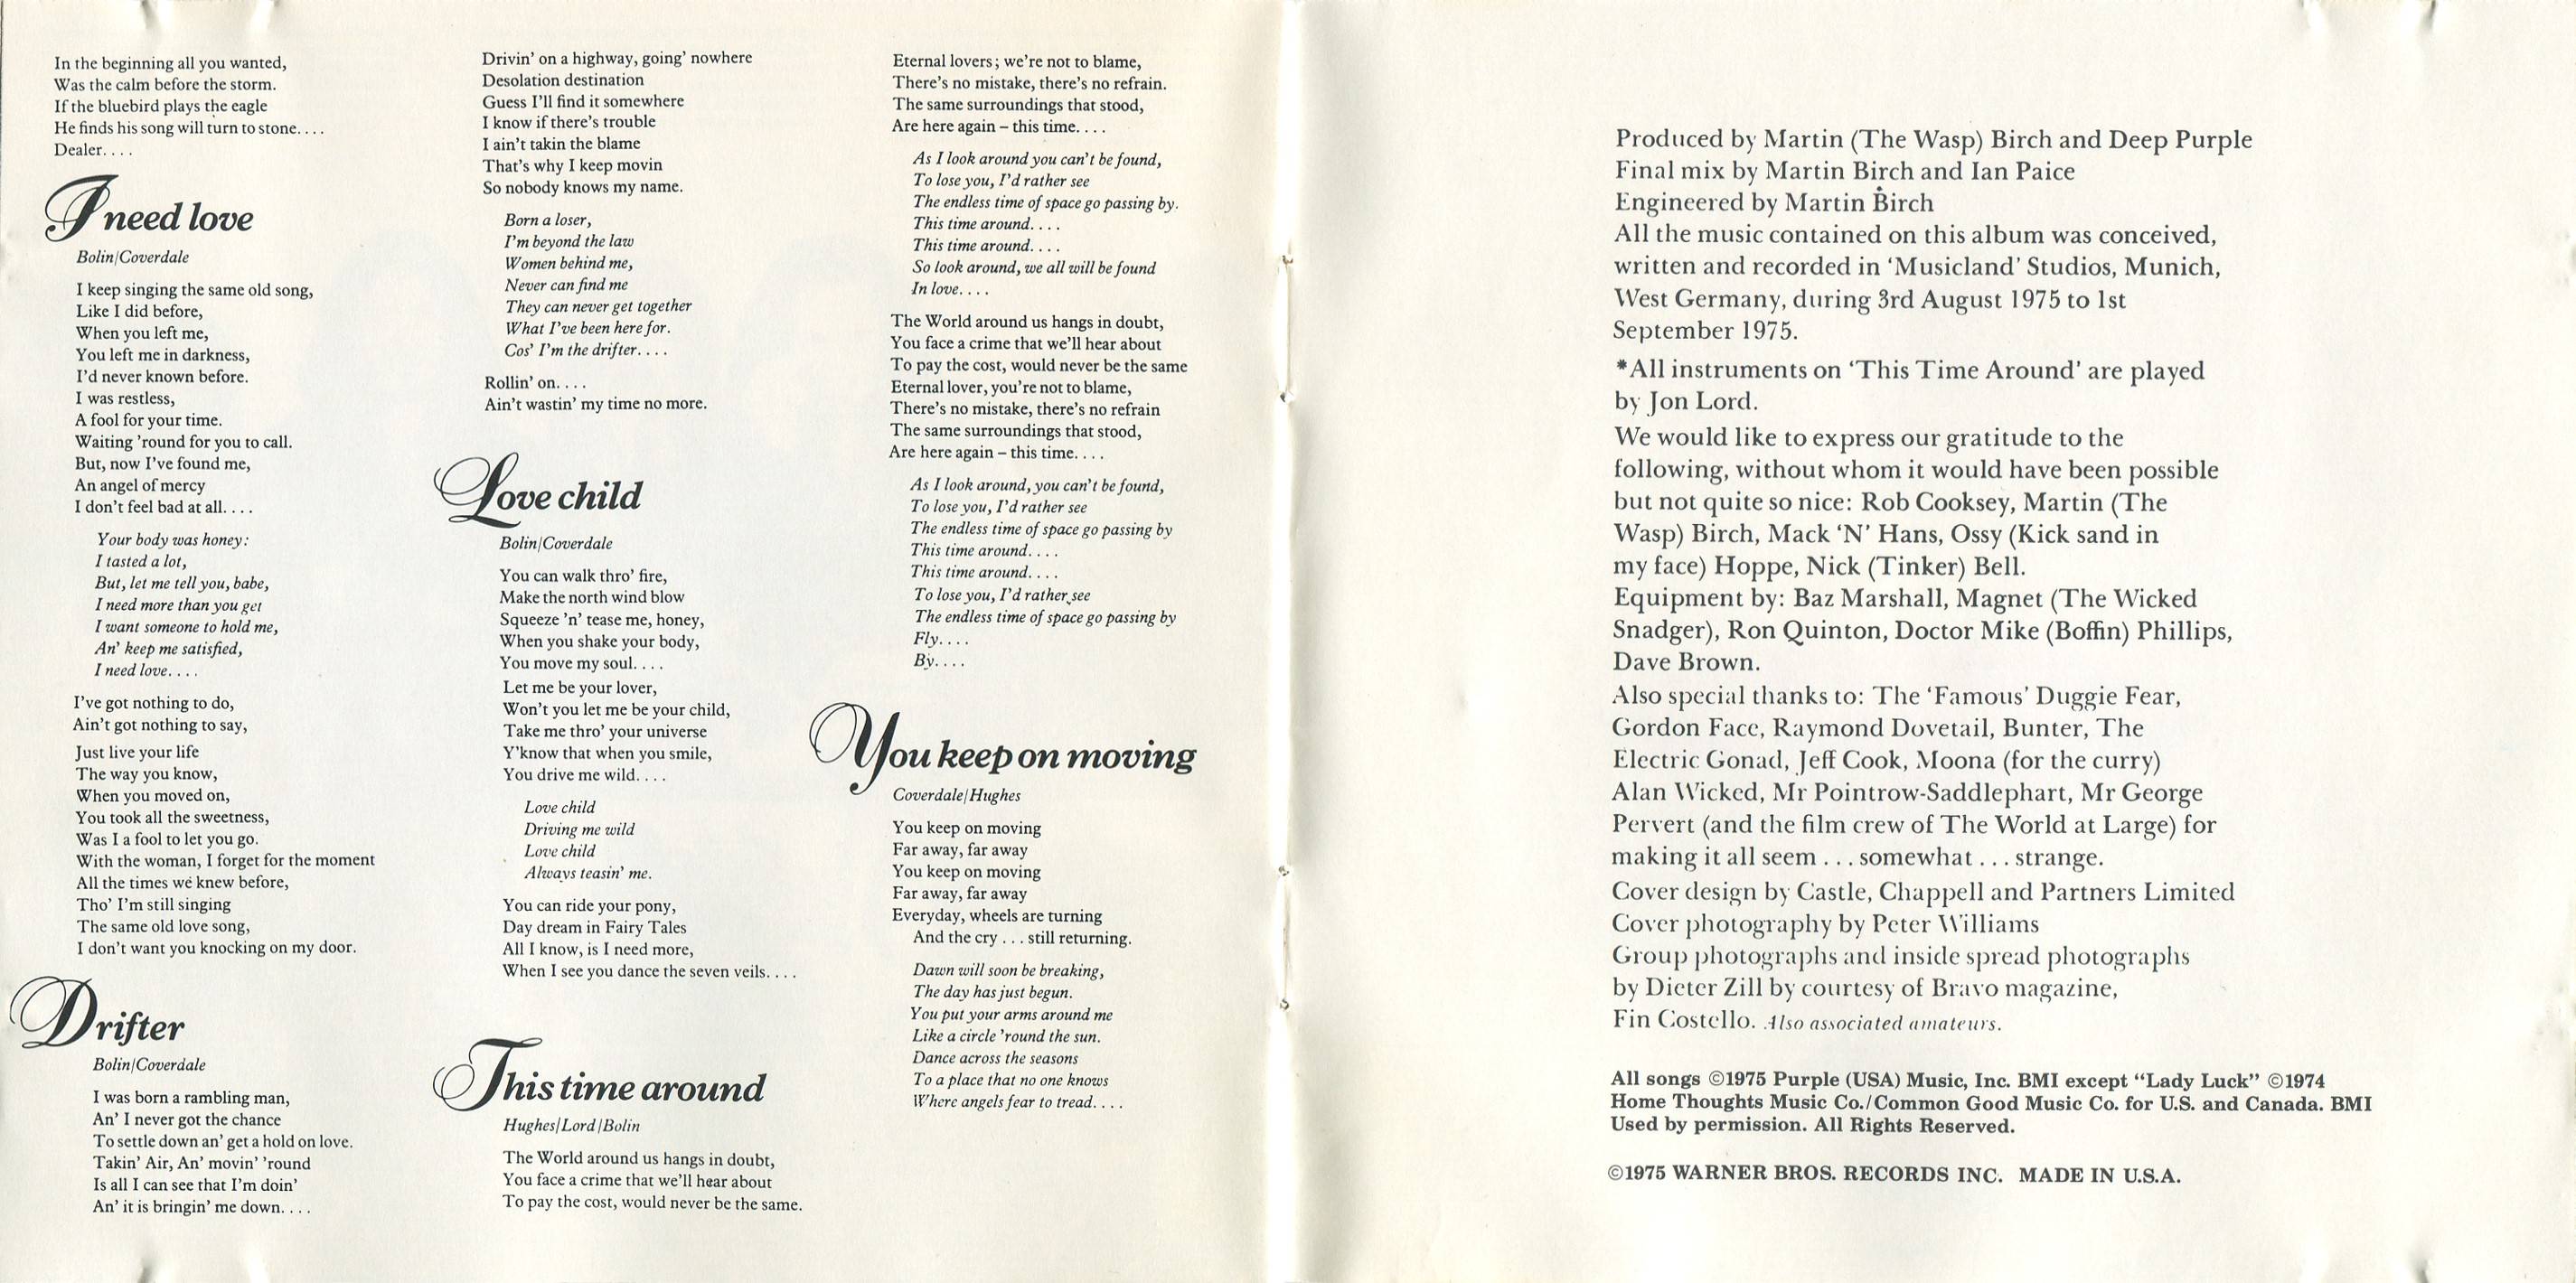 In the beginning all you wanted,
Was the calm before the storm.
If the bluebird plays the eagle
He finds his song will turn to stone....
Dealer....
I need love
Bolin/Coverdale
I keep singing the same old song,
Like I did before,
When you left me,
You left me in darkness,
I'd never known before.
I was restless,
A fool for your time.
Waiting 'round for you to call.
But, now I've found me,
An angel of mercy
I don't feel bad at all....
Your body was honey:
I tasted a lot,
But, let me tell you, babe,
I need more than you get
I want someone to hold me,
An' keep me satisfied,
I need love....
I've got nothing to do,
Ain't got nothing to say,
Just live your life
The way you know,
When you moved on,
You took all the sweetness,
Was I a fool to let you go.
With the woman, I forget for the moment
All the times we knew before,
Tho' I'm still singing
The same old love song,
I don't want you knocking on my door.
Drifter
Bolin/Coverdale
I was born a rambling man,
An' I never got the chance
To settle down an' get a hold on love.
Takin' Air, An' movin' 'round
Is all I can see that I'm doin'
An' it is bringin' me down....
Drivin' on a highway, going' nowhere
Desolation destination
Guess I'll find it somewhere
I know if there's trouble
I ain't takin the blame
That's why I keep movin
So nobody knows my name.
Born a loser,
I'm beyond the law
Women behind me,
Never can find me
They can never get together
What I've been here for.
Cos' I'm the drifter....
Rollin' on....
Ain't wastin' my time no more.
Love child
Bolin/Coverdale
You can walk thro' fire,
Make the north wind blow
Squeeze 'n' tease me, honey,
When you shake your body,
You move my soul....
Let me be your lover,
Won't you let me be your child,
Take me thro' your universe
Y'know that when you smile,
You drive me wild....
Love child
Driving me wild
Love child
Always teasin' me.
You can ride your pony,
Day dream in Fairy Tales
All I know, is I need more,
When I see you dance the seven veils....
This time around
Hughes/Lord/Bolin
The World around us hangs in doubt,
You face a crime that we'll hear about
To pay the cost, would never be the same.
Eternal lovers; we're not to blame,
There's no mistake, there's no refrain.
The same surroundings that stood,
Are here again – this time....
As I look around you can't be found,
To lose you, I'd rather see
The endless time of space go passing by.
This time around....
This time around....
So look around, we all will be found
In love....
The World around us hangs in doubt,
You face a crime that we'll hear about
To pay the cost, would never be the same
Eternal lover, you're not to blame,
There's no mistake, there's no refrain
The same surroundings that stood,
Are here again – this time....
As I look around, you can't be found,
To lose you, I'd rather see
The endless time of space go passing by
This time around....
This time around....
To lose you, I'd rather see
The endless time of space go passing by
Fly....
By....
You keep on moving
Coverdale/Hughes
You keep on moving
Far away, far away
You keep on moving
Far away, far away
Everyday, wheels are turning
And the cry ... still returning.
Dawn will soon be breaking,
The day has just begun.
You put your arms around me
Like a circle 'round the sun.
Dance across the seasons
To a place that no one knows
Where angels fear to tread....
Produced by Martin (The Wasp) Birch and Deep Purple
Final mix by Martin Birch and Ian Paice
Engineered by Martin Birch
All the music contained on this album was conceived,
written and recorded in 'Musicland' Studios, Munich,
West Germany, during 3rd August 1975 to 1st
September 1975.
*All instruments on 'This Time Around' are played
by Jon Lord.
We would like to express our gratitude to the
following, without whom it would have been possible
but not quite so nice: Rob Cooksey, Martin (The
Wasp) Birch, Mack 'N' Hans, Ossy (Kick sand in
my face) Hoppe, Nick (Tinker) Bell.
Equipment by: Baz Marshall, Magnet (The Wicked
Snadger), Ron Quinton, Doctor Mike (Boffin) Phillips,
Dave Brown.
Also special thanks to: The 'Famous' Duggie Fear,
Gordon Face, Raymond Dovetail, Bunter, The
Electric Gonad, Jeff Cook, Moona (for the curry)
Alan Wicked, Mr Pointrow-Saddlephart, Mr George
Pervert (and the film crew of The World at Large) for
making it all seem ... somewhat ... strange.
Cover design by Castle, Chappell and Partners Limited
Cover photography by Peter Williams
Group photographs and inside spread photographs
by Dieter Zill by courtesy of Bravo magazine,
Fin Costello. Also associated amateurs.
All songs ©1975 Purple (USA) Music, Inc. BMI except "Lady Luck" ©1974
Home Thoughts Music Co./Common Good Music Co. for U.S. and Canada. BMI
Used by permission. All Rights Reserved.
©1975 WARNER BROS. RECORDS INC. MADE IN U.S.A.